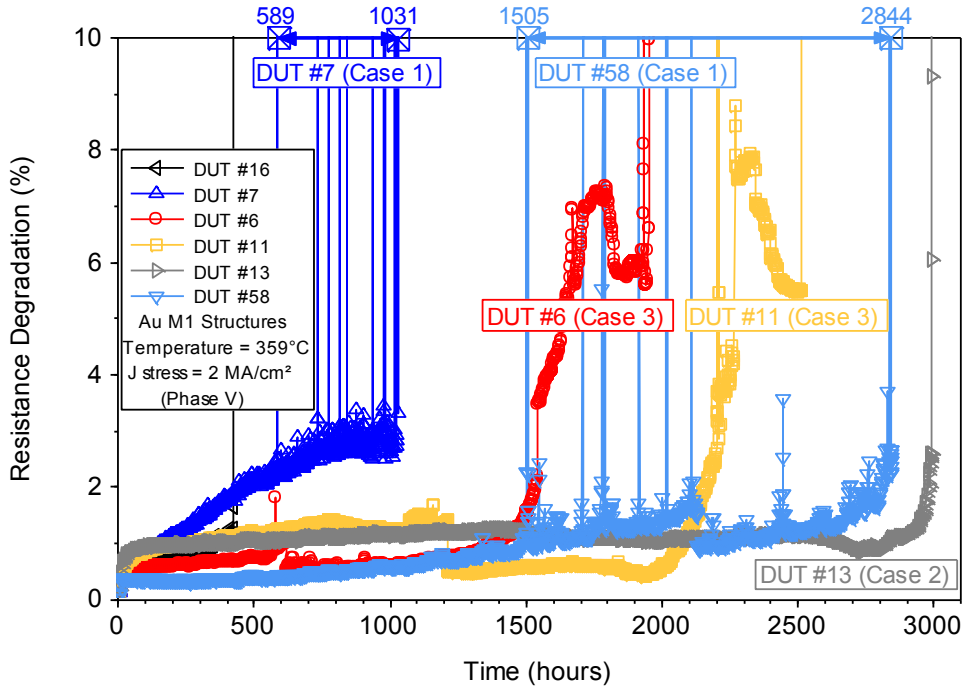 589 1031 1505 2844
10
DUT #7 (Case 1) DUT #58 (Case 1)
8
DUT #16
DUT #7
DUT #6
DUT #11
DUT #13
DUT #58
Au M1 Structures
Temperature = 359°C
J stress = 2 MA/cm²
(Phase V)
6
DUT #6 (Case 3) DUT #11 (Case 3)
4
2
DUT #13 (Case 2)
0
Resistance Degradation (%)
0 500 1000 1500 2000 2500 3000
Time (hours)